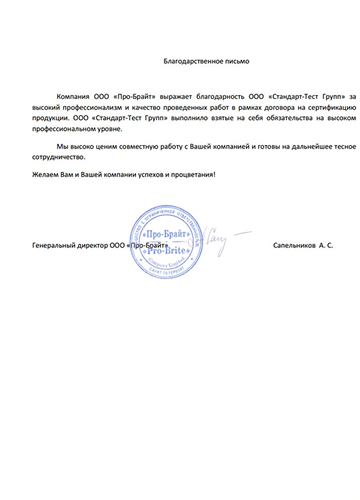 Благодарственное письмо
Компания ООО «Про-Брайт» выражает благодарность ООО «Стандарт-Тест Групп» за
высокий профессионализм и качество проведенных работ в рамках договора на сертификацию
продукции. ООО «Стандарт-Тест Групп» выполнило взятые на себя обязательства на высоком
профессиональном уровне.
Мы высоко ценим совместную работу с Вашей компанией и готовы на дальнейшее тесное
сотрудничество.
Желаем Вам и Вашей компании успехов и процветания!
Генеральный директор ООО «Про-Брайт» Сапельников А. С.
«Про-Брайт»
«Pro-Brite»
САНКТ-ПЕТЕРБУРГ